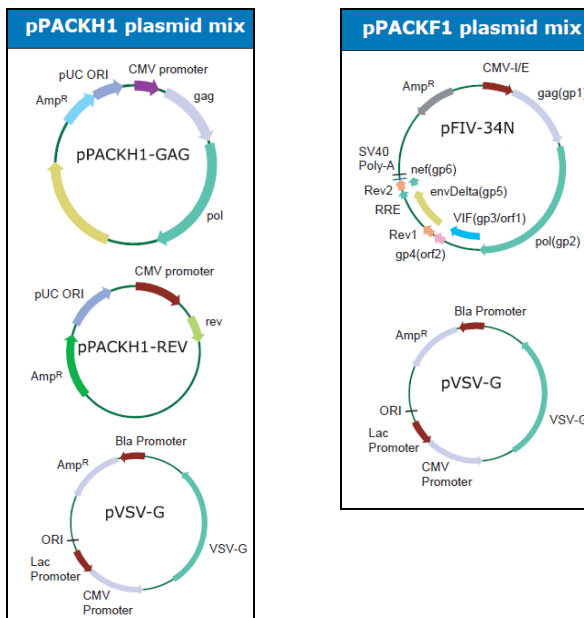 pPACKH1 plasmid mix
pUC ORI
CMV promoter
AmpR
gag
pPACKH1-GAG
pol
CMV promoter
pUC ORI
rev
pPACKH1-REV
AmpR
Bla Promoter
AmpR
pVSV-G
ORI
VSV-G
Lac
Promoter
CMV
Promoter
pPACKF1 plasmid mix
CMV-I/E
AmpR
gag(gp1)
pFIV-34N
SV40
Poly-A
nef(gp6)
Rev2
envDelta(gp5)
RRE
VIF(gp3/orf1)
Rev1
pol(gp2)
gp4(orf2)
Bla Promoter
AmpR
pVSV-G
ORI
VSV-G
Lac
Promoter
CMV
Promoter